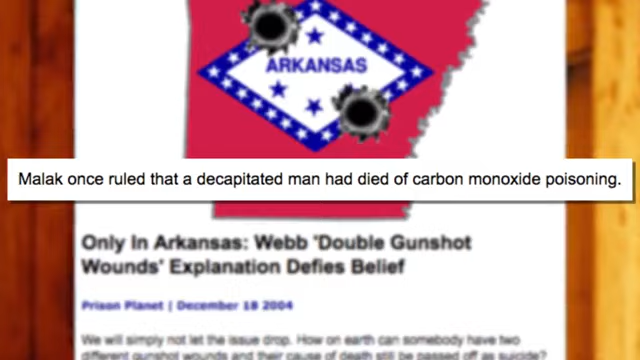 ARKANSAS
Malak once ruled that a decapitated man had died of carbon monoxide poisoning.
Only In Arkansas: Webb 'Double Gunshot
Wounds' Explanation Defies Belief
Prison Planet | December 18 2004
We will simply not let the issue drop. How on earth can somebody have two
different gunshot wounds and their cause of death still be passed off as suicide?